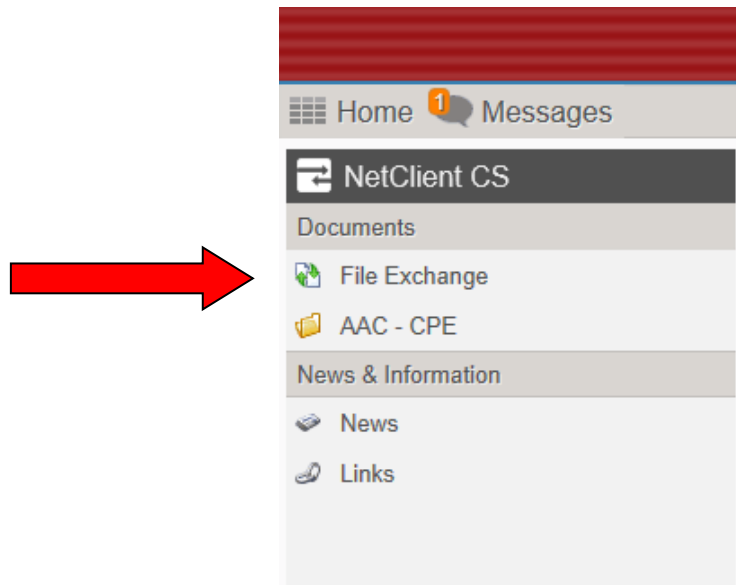 Home 1 Messages
NetClient CS
Documents
File Exchange
AAC - CPE
News & Information
News
Links